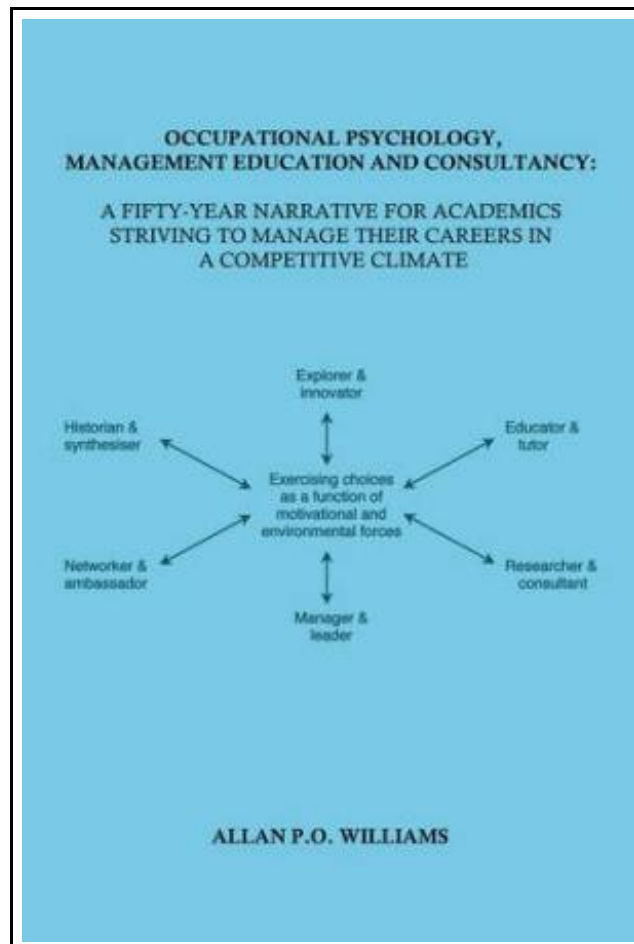 OCCUPATIONAL PSYCHOLOGY,
MANAGEMENT EDUCATION AND CONSULTANCY:
A FIFTY-YEAR NARRATIVE FOR ACADEMICS
STRIVING TO MANAGE THEIR CAREERS IN
A COMPETITIVE CLIMATE
Explorer &
innovator
Historian &
synthesiser
Educator &
tutor
Exercising choices
as a function of
motivational and
environmental forces
Networker &
ambassador
Researcher &
consultant
Manager &
leader
ALLAN P.O. WILLIAMS